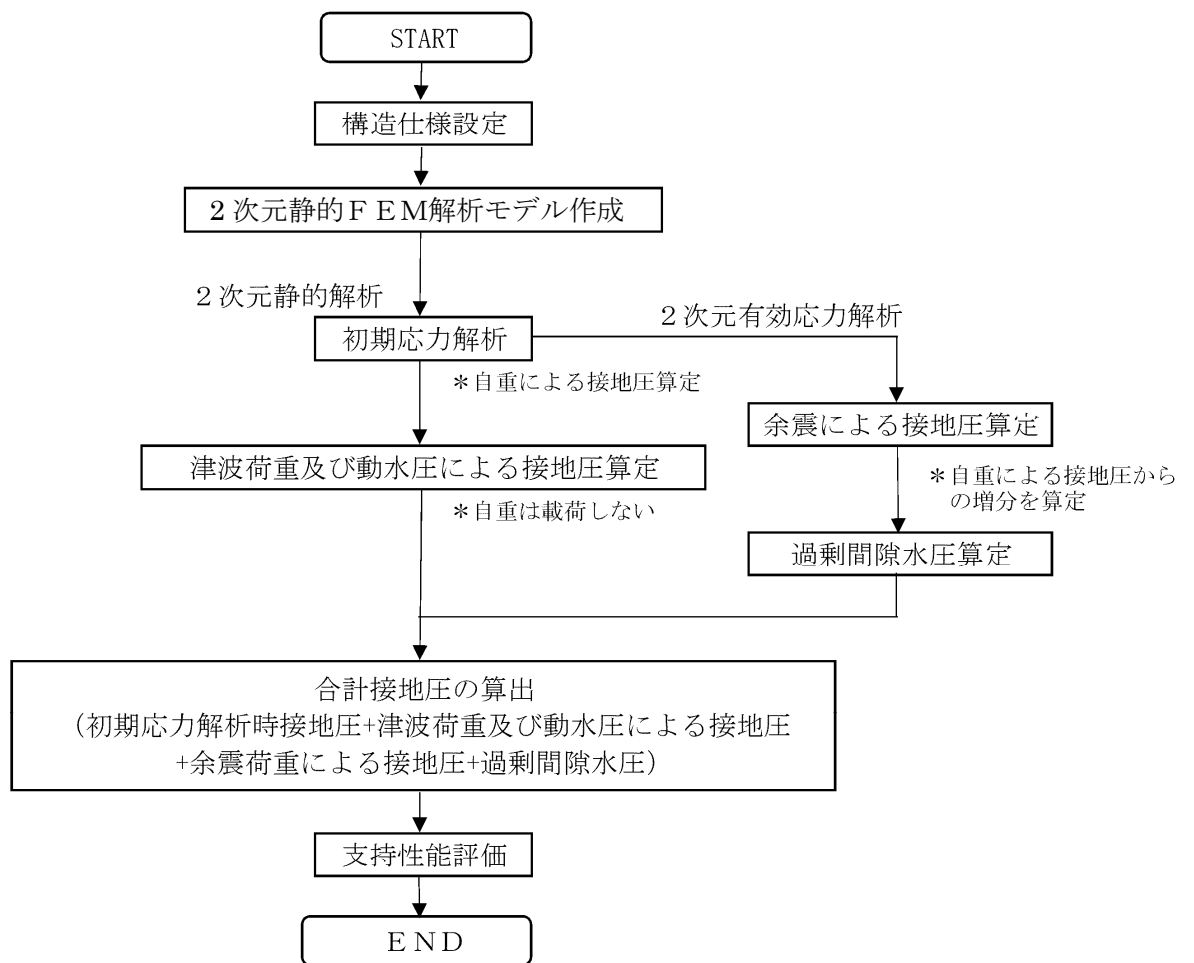 START
構造仕様設定
2次元静的FEM解析モデル作成
2次元静的解析
2次元有効応力解析
初期応力解析
＊自重による接地圧算定
余震による接地圧算定
津波荷重及び動水圧による接地圧算定
＊自重による接地圧から
の増分を算定
＊自重は載荷しない
過剰間隙水圧算定
合計接地圧の算出
（初期応力解析時接地圧+津波荷重及び動水圧による接地圧
+余震荷重による接地圧+過剰間隙水圧）
支持性能評価
END